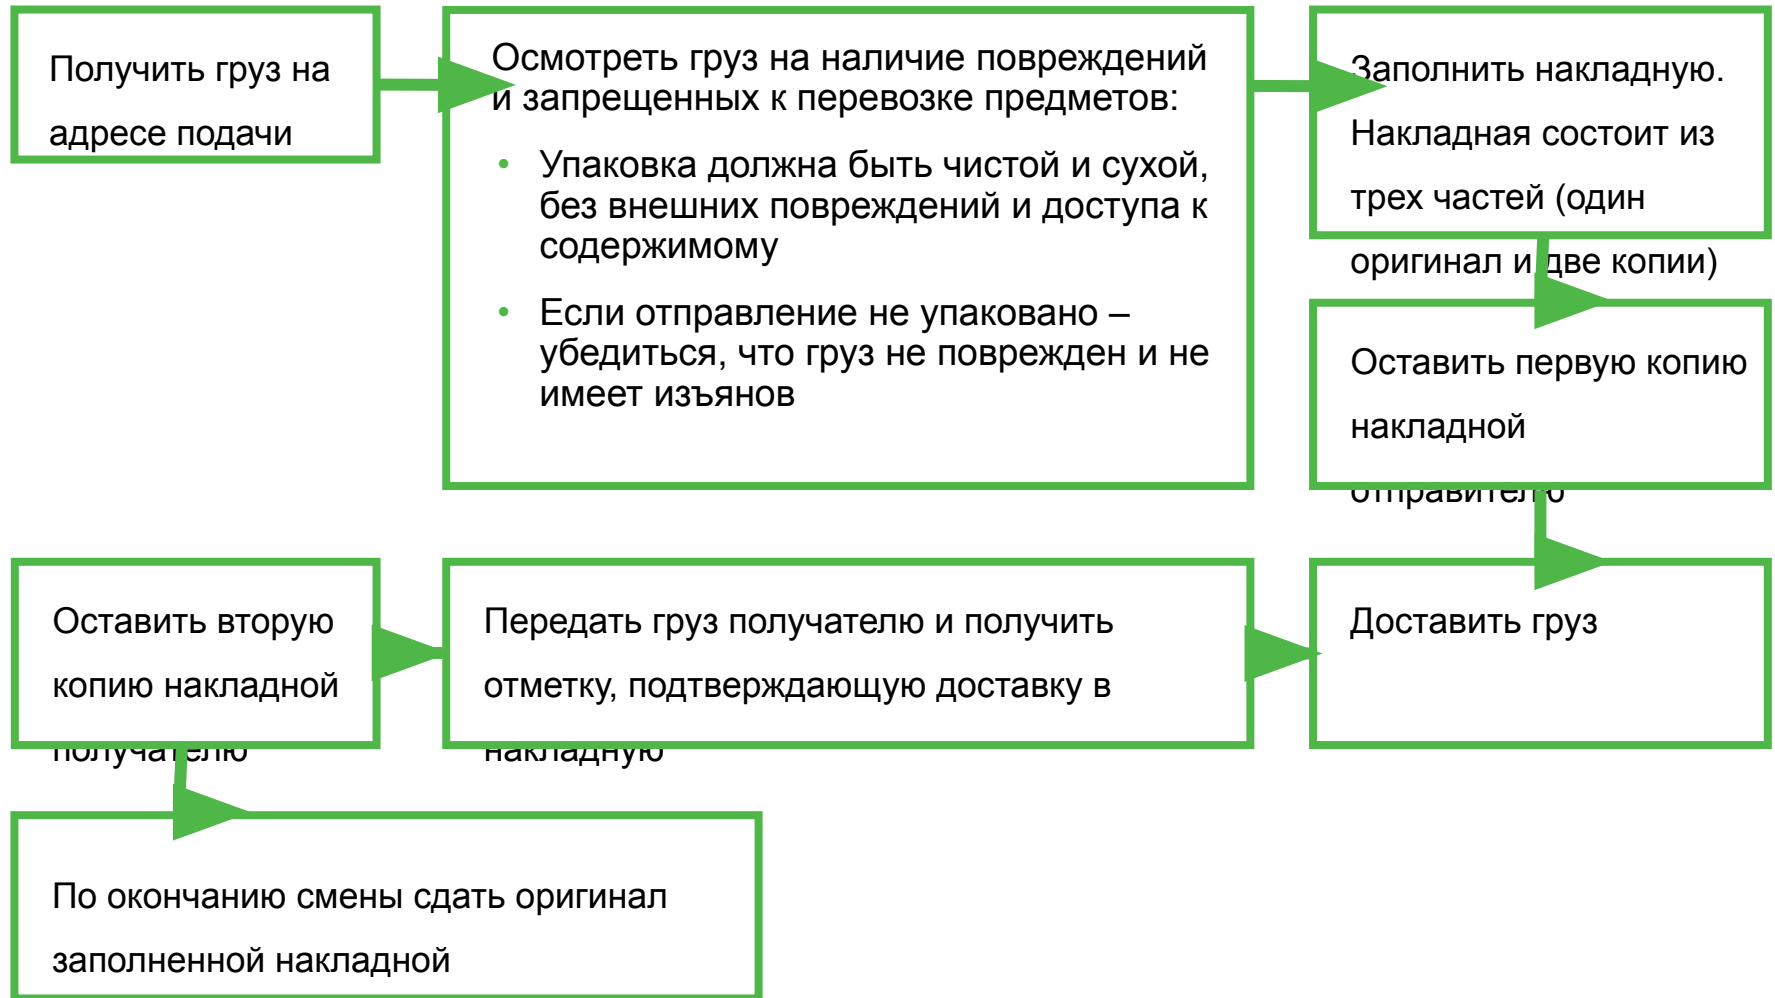 Получить груз на
адресе подачи
Осмотреть груз на наличие повреждений
и запрещенных к перевозке предметов:
• Упаковка должна быть чистой и сухой,
без внешних повреждений и доступа к
содержимому
• Если отправление не упаковано –
убедиться, что груз не поврежден и не
имеет изъянов
Заполнить накладную.
Накладная состоит из
трех частей (один
оригинал и две копии)
Оставить первую копию
накладной
отправителю
Доставить груз
Передать груз получателю и получить
отметку, подтверждающую доставку в
накладную
Оставить вторую
копию накладной
получателю
По окончанию смены сдать оригинал
заполненной накладной